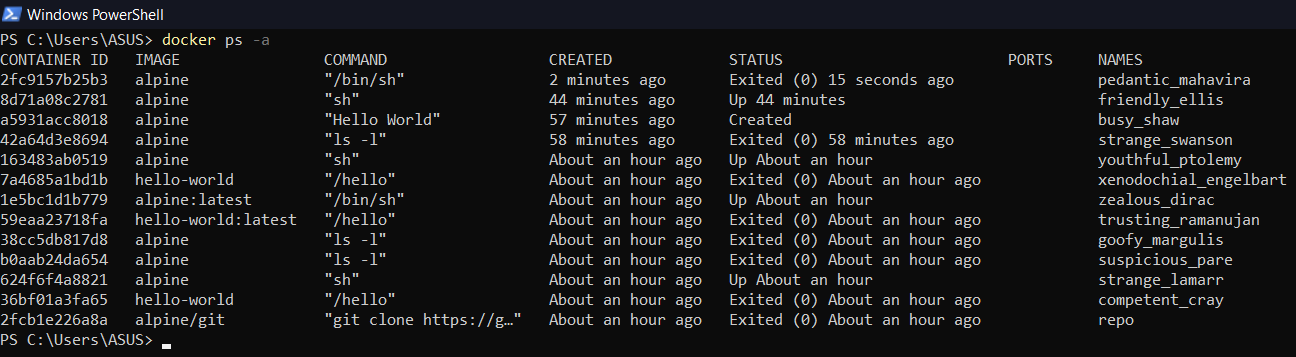 Windows PowerShell
PS C:\Users\ASUS> docker ps -a
CONTAINER ID   IMAGE                COMMAND                  CREATED             STATUS                         PORTS     NAMES
2fc9157b25b3   alpine               "/bin/sh"                2 minutes ago       Exited (0) 15 seconds ago                pedantic_mahavira
8d71a08c2781   alpine               "sh"                     44 minutes ago      Up 44 minutes                            friendly_ellis
a5931acc8018   alpine               "Hello World"            57 minutes ago      Created                                  busy_shaw
42a64d3e8694   alpine               "ls -l"                  58 minutes ago      Exited (0) 58 minutes ago                strange_swanson
163483ab0519   alpine               "sh"                     About an hour ago   Up About an hour                         youthful_ptolemy
7a4685a1bd1b   hello-world          "/hello"                 About an hour ago   Exited (0) About an hour ago             xenodochial_engelbart
1e5bc1d1b779   alpine:latest        "/bin/sh"                About an hour ago   Up About an hour                         zealous_dirac
59eaa23718fa   hello-world:latest   "/hello"                 About an hour ago   Exited (0) About an hour ago             trusting_ramanujan
38cc5db817d8   alpine               "ls -l"                  About an hour ago   Exited (0) About an hour ago             goofy_margulis
b0aab24da654   alpine               "ls -l"                  About an hour ago   Exited (0) About an hour ago             suspicious_pare
624f6f4a8821   alpine               "sh"                     About an hour ago   Up About an hour                         strange_lamarr
36bf01a3fa65   hello-world          "/hello"                 About an hour ago   Exited (0) About an hour ago             competent_cray
2fcb1e226a8a   alpine/git           "git clone https://g…"   About an hour ago   Exited (0) About an hour ago             repo
PS C:\Users\ASUS>